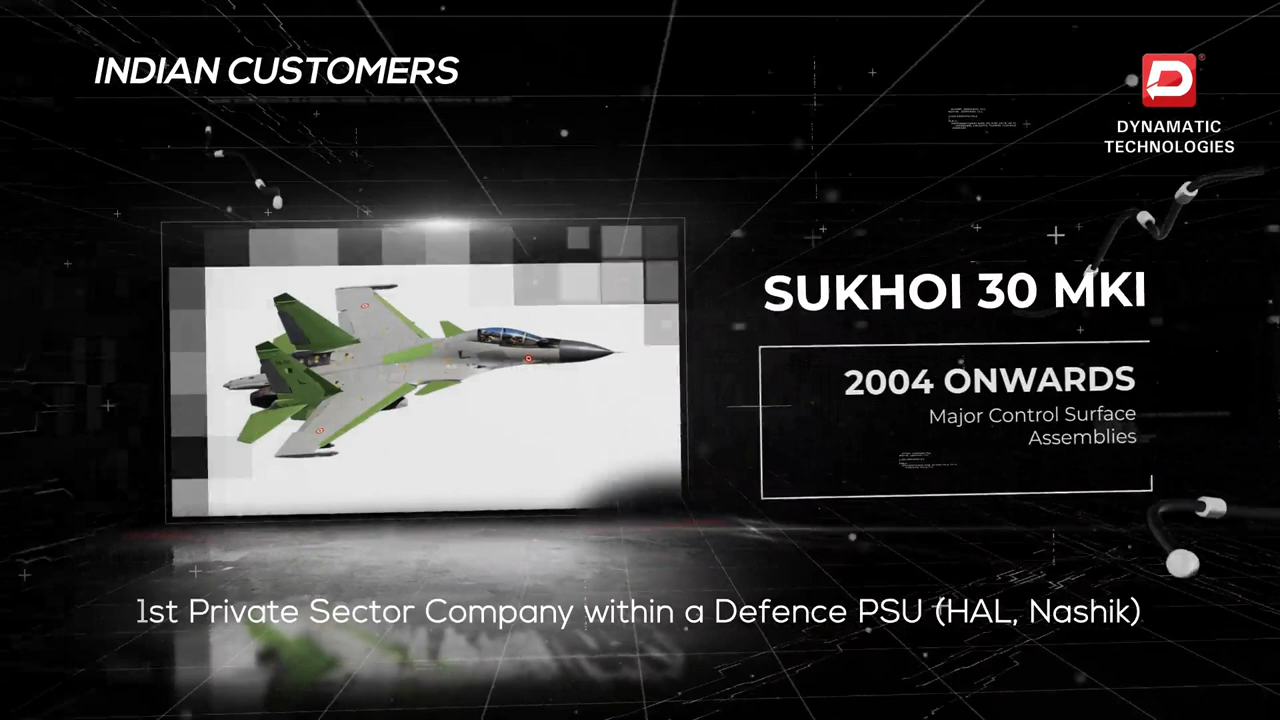 INDIAN CUSTOMERS
DYNAMATIC
TECHNOLOGIES
SUKHOI 30 MKI
2004 ONWARDS
Major Control Surface
Assemblies
1st Private Sector Company within a Defence PSU (HAL, Nashik)